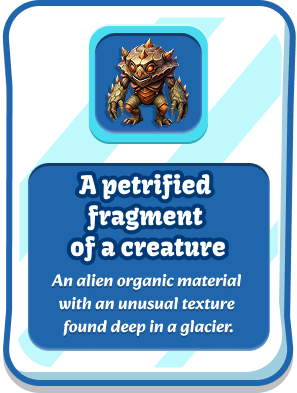 A petrified
fragment
of a creature
An alien organic material
with an unusual texture
found deep in a glacier.